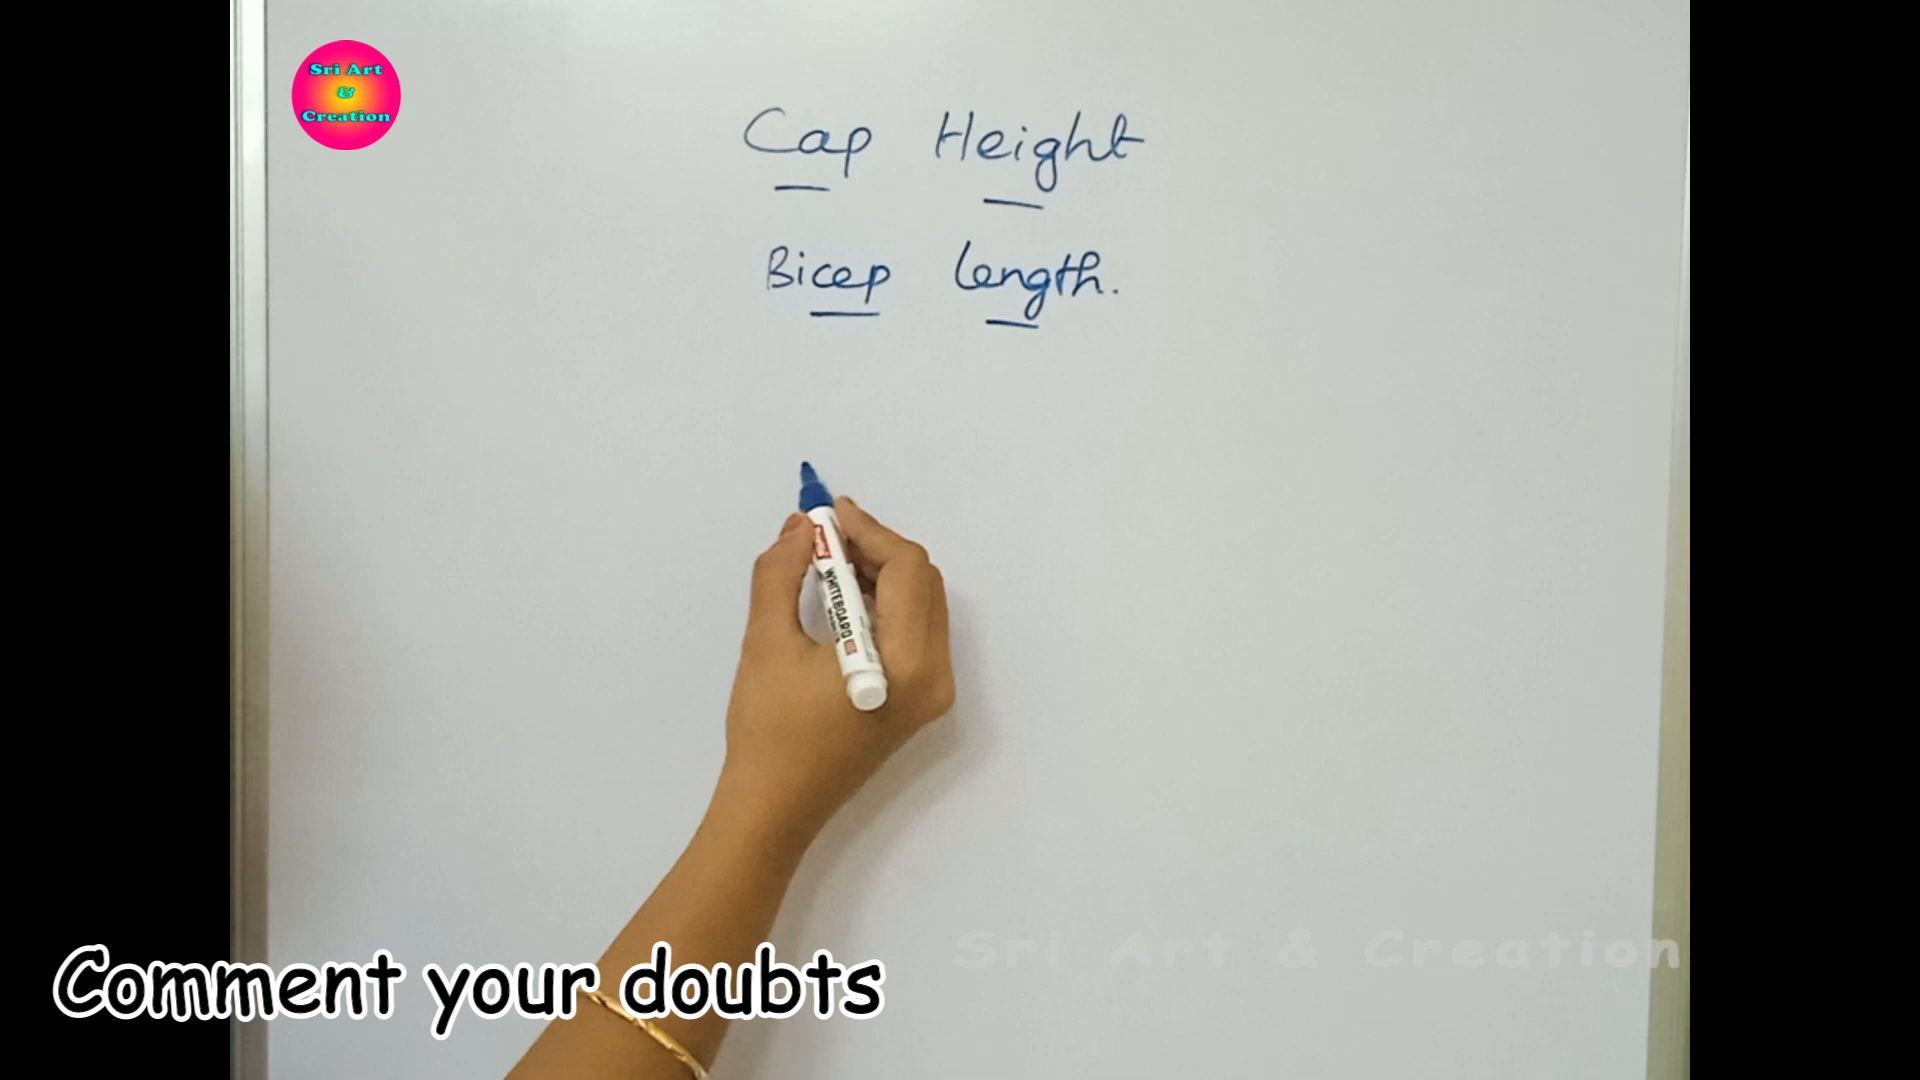 Sri Art
&
Creation
Cap Height
Bicep length.
WHITEBOARD
Sri Art & Creation
Comment your doubts